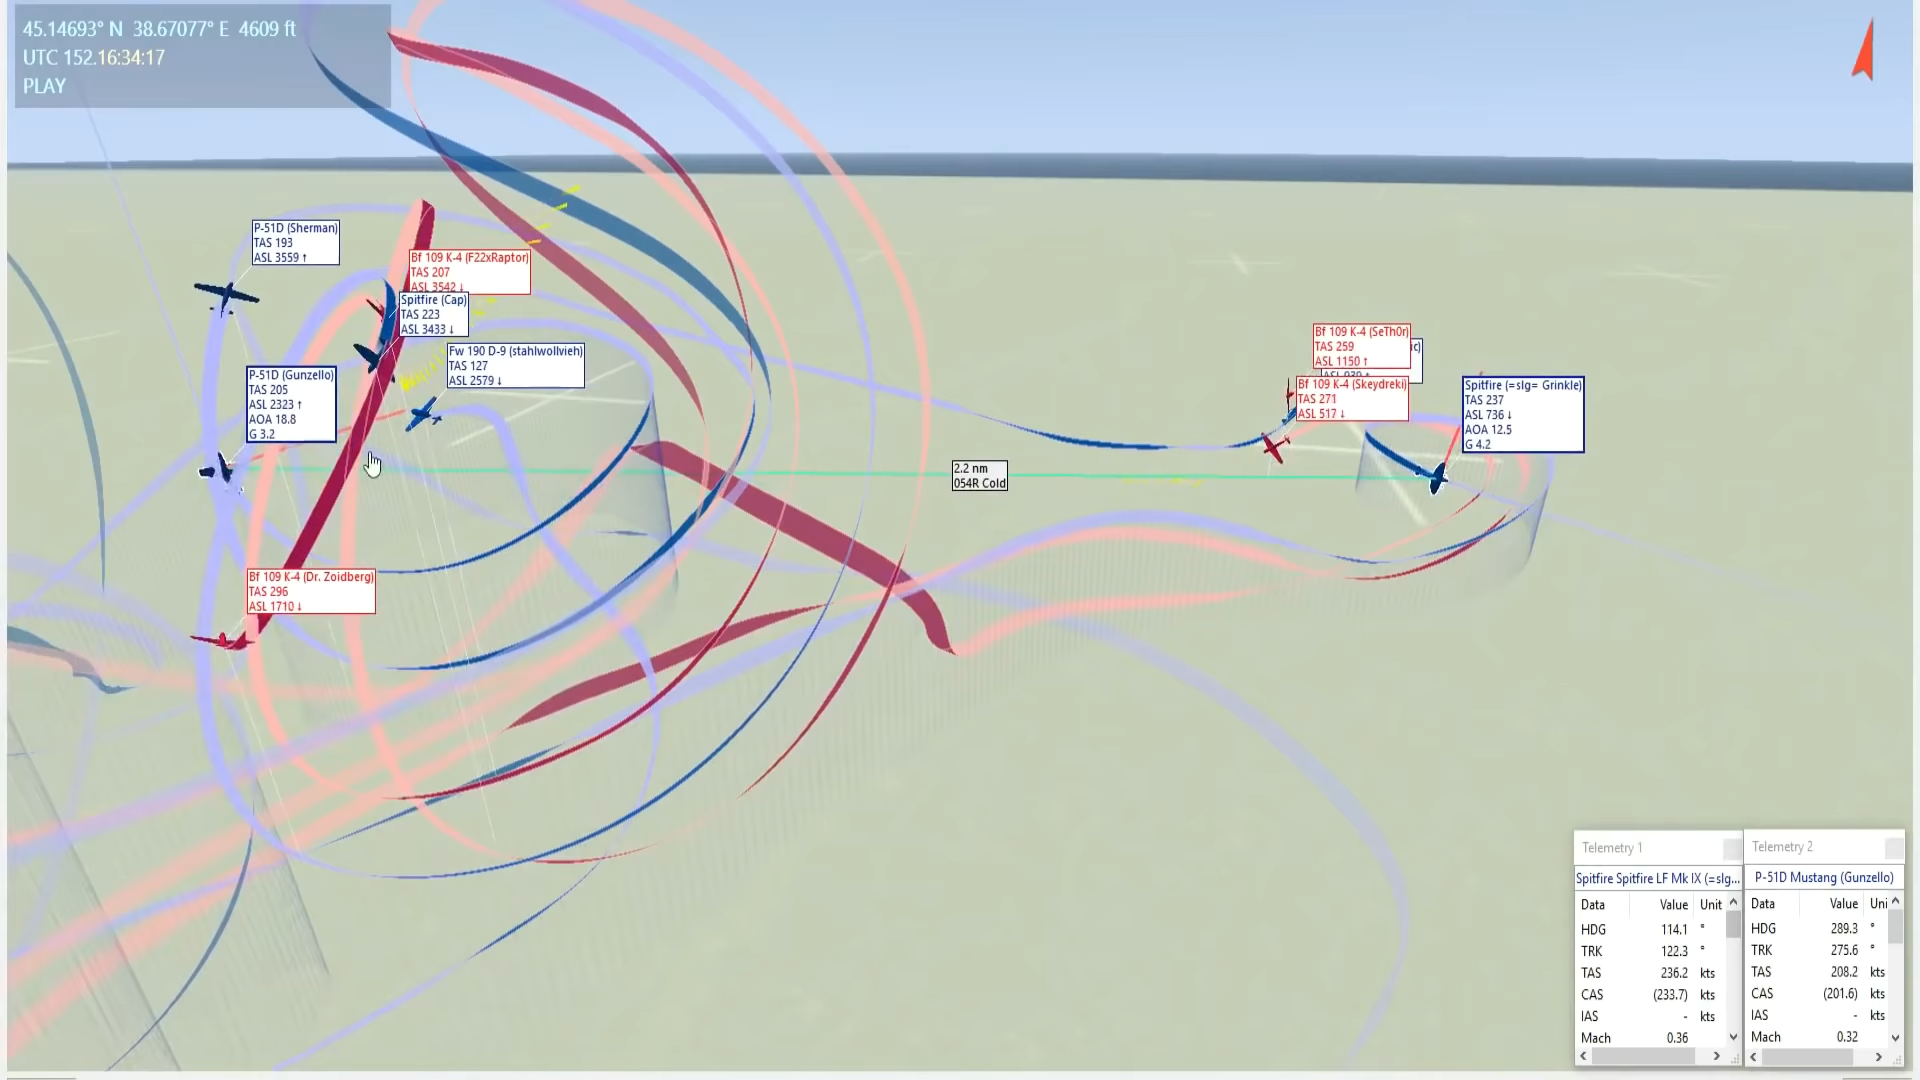 45.14693° N  38.67077° E  4609 ft
UTC 152.16:34:17
PLAY
P-51D (Sherman)
TAS 193
ASL 3559 ↑
Bf 109 K-4 (F22xRaptor)
TAS 207
ASL 3542 ↓
Spitfire (Cap)
TAS 223
ASL 3433 ↓
Fw 190 D-9 (stahlwollvieh)
TAS 127
ASL 2579 ↓
P-51D (Gunzello)
TAS 205
ASL 2323 ↑
AOA 18.8
G 3.2
Bf 109 K-4 (Dr. Zoidberg)
TAS 296
ASL 1710 ↓
2.2 nm
054R Cold
Bf 109 K-4 (SeTh0r)
TAS 259
ASL 1150 ↑
ic)
Bf 109 K-4 (Skeydreki)
TAS 271
ASL 517 ↓
Spitfire (=slg= Grinkle)
TAS 237
ASL 736 ↓
AOA 12.5
G 4.2
Telemetry 1
Spitfire Spitfire LF Mk IX (=slg...
Data Value Unit
HDG 114.1 °
TRK 122.3 °
TAS 236.2 kts
CAS (233.7) kts
IAS - kts
Mach 0.36
Telemetry 2
P-51D Mustang (Gunzello)
Data Value Uni
HDG 289.3 °
TRK 275.6 °
TAS 208.2 kts
CAS (201.6) kts
IAS - kts
Mach 0.32